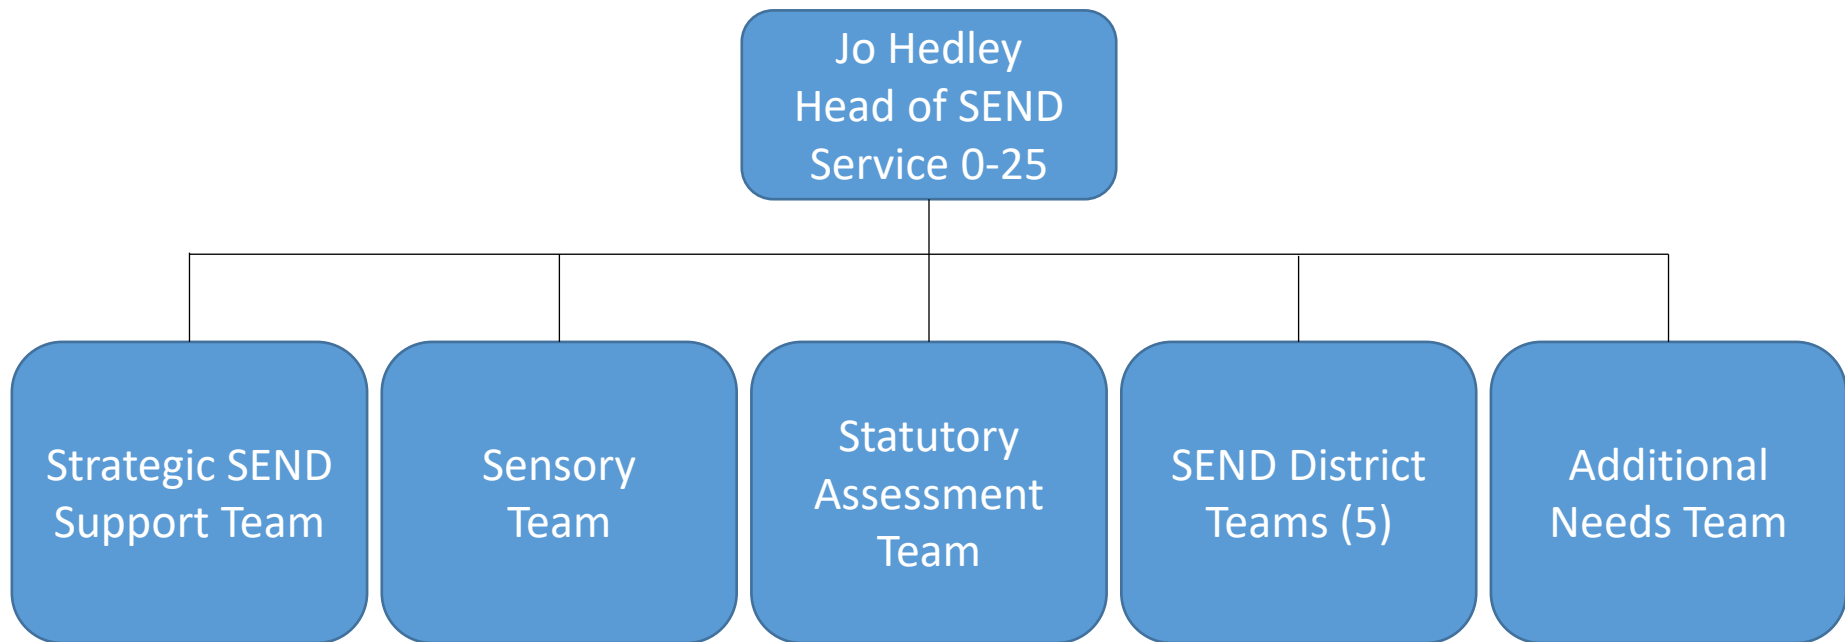 Jo Hedley
Head of SEND
Service 0-25
Strategic SEND
Support Team
Sensory
Team
Statutory
Assessment
Team
SEND District
Teams (5)
Additional
Needs Team